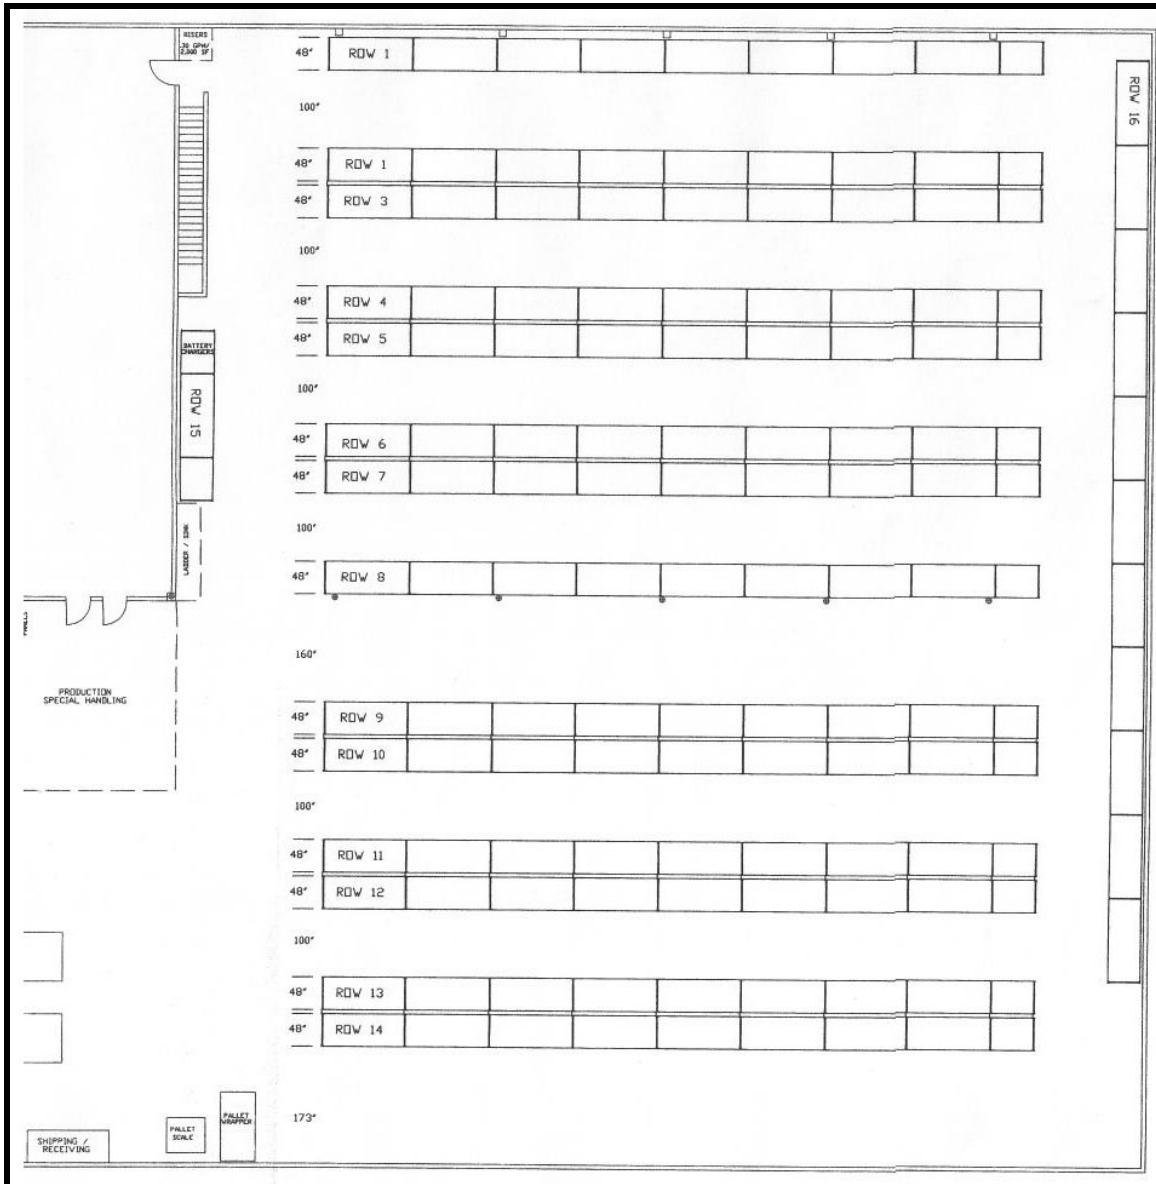 RISERS
.30 GPM/
2,000 SF
48" ROW 1
100"
48" ROW 1
48" ROW 3
100"
48" ROW 4
48" ROW 5
100"
48" ROW 6
48" ROW 7
100"
48" ROW 8
160"
48" ROW 9
48" ROW 10
100"
48" ROW 11
48" ROW 12
100"
48" ROW 13
48" ROW 14
173"
ROW 16
BATTERY
CHARGERS
ROW 15
LADDER / SINK
PRODUCTION
SPECIAL HANDLING
PALLET
WRAPPER
PALLET
SCALE
SHIPPING /
RECEIVING